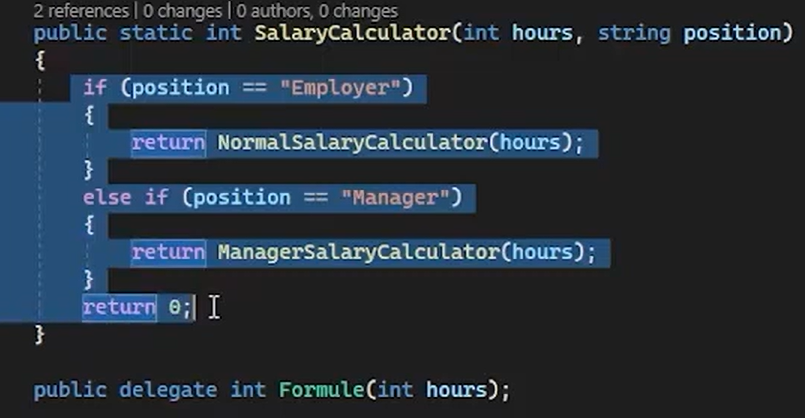 2 references | 0 changes | 0 authors, 0 changes
public static int SalaryCalculator(int hours, string position)
{
if (position == "Employer")
{
return NormalSalaryCalculator(hours);
}
else if (position == "Manager")
{
return ManagerSalaryCalculator(hours);
}
return 0;
}
public delegate int Formule(int hours);